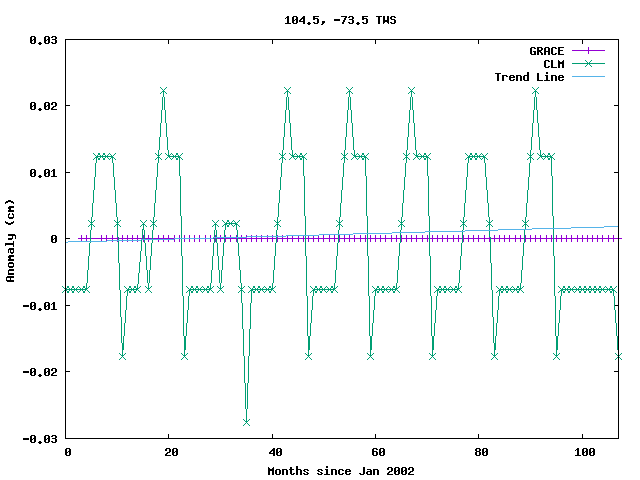 104.5, -73.5 TWS
0.03
0.02
0.01
0
-0.01
-0.02
-0.03
Anomaly (cm)
GRACE
CLM
Trend Line
0 20 40 60 80 100
Months since Jan 2002